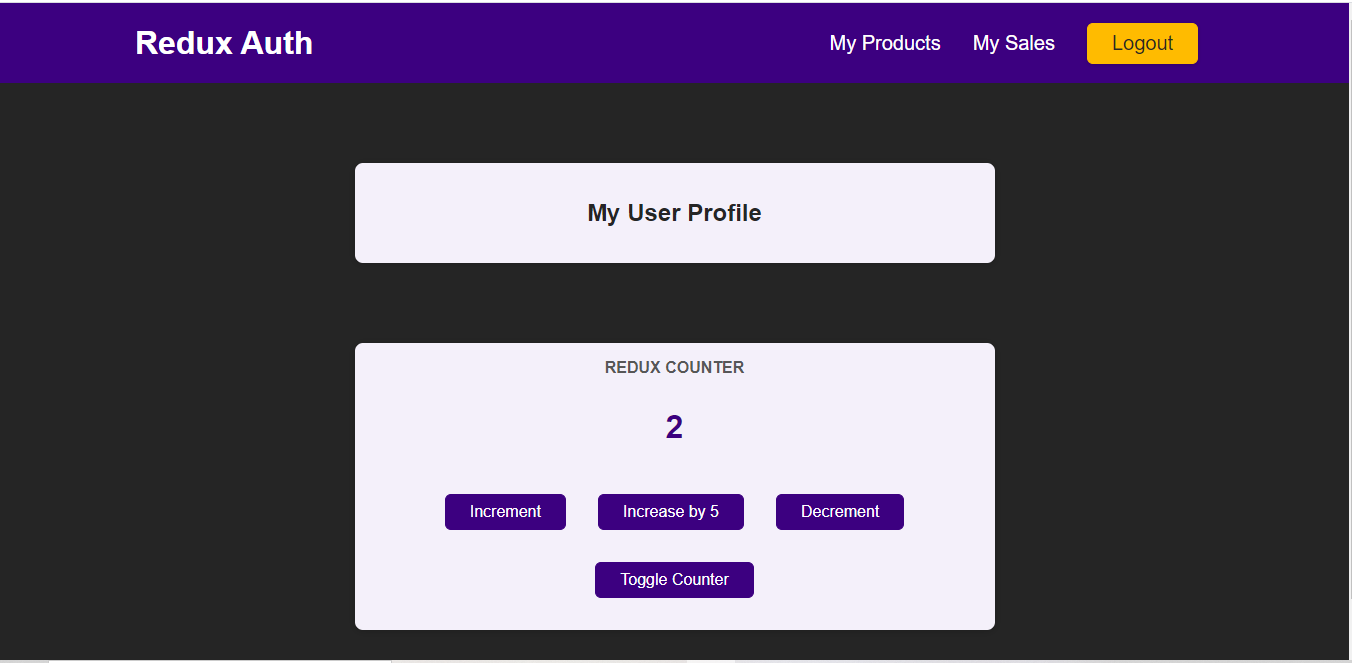 Redux Auth My Products My Sales Logout
My User Profile
REDUX COUNTER
2
Increment Increase by 5 Decrement
Toggle Counter